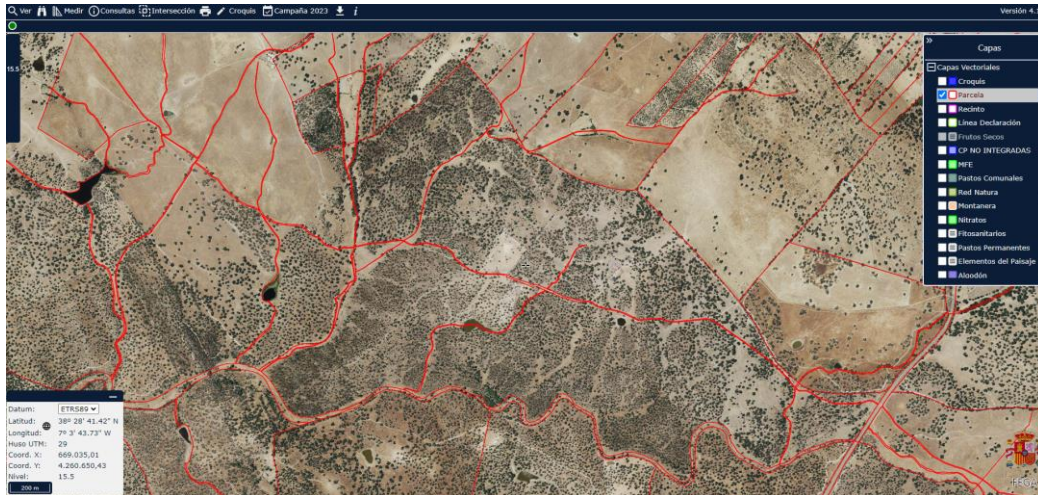 Ver Medir Consultas Intersección Croquis Campaña 2023 i Versión 4.
15.5
Capas
Capas Vectoriales
Croquis
Parcela
Recinto
Línea Declaración
Frutos Secos
CP NO INTEGRADAS
MFE
Pastos Comunales
Red Natura
Montanera
Nitratos
Fitosanitarios
Pastos Permanentes
Elementos del Paisaje
Algodón
Datum: ETRS89
Latitud: 38º 28' 41.42" N
Longitud: 7º 3' 43.73" W
Huso UTM: 29
Coord. X: 669.035,01
Coord. Y: 4.260.650,43
Nivel: 15.5
200 m